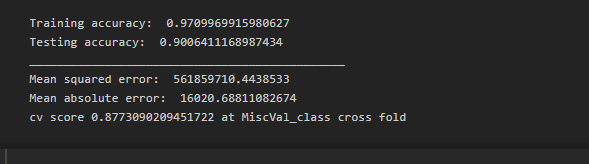 Training accuracy:  0.9709969915980627
Testing accuracy:  0.9006411168987434
______________________________________________
Mean squared error:  561859710.4438533
Mean absolute error:  16020.68811082674
cv score 0.8773090209451722 at MiscVal_class cross fold